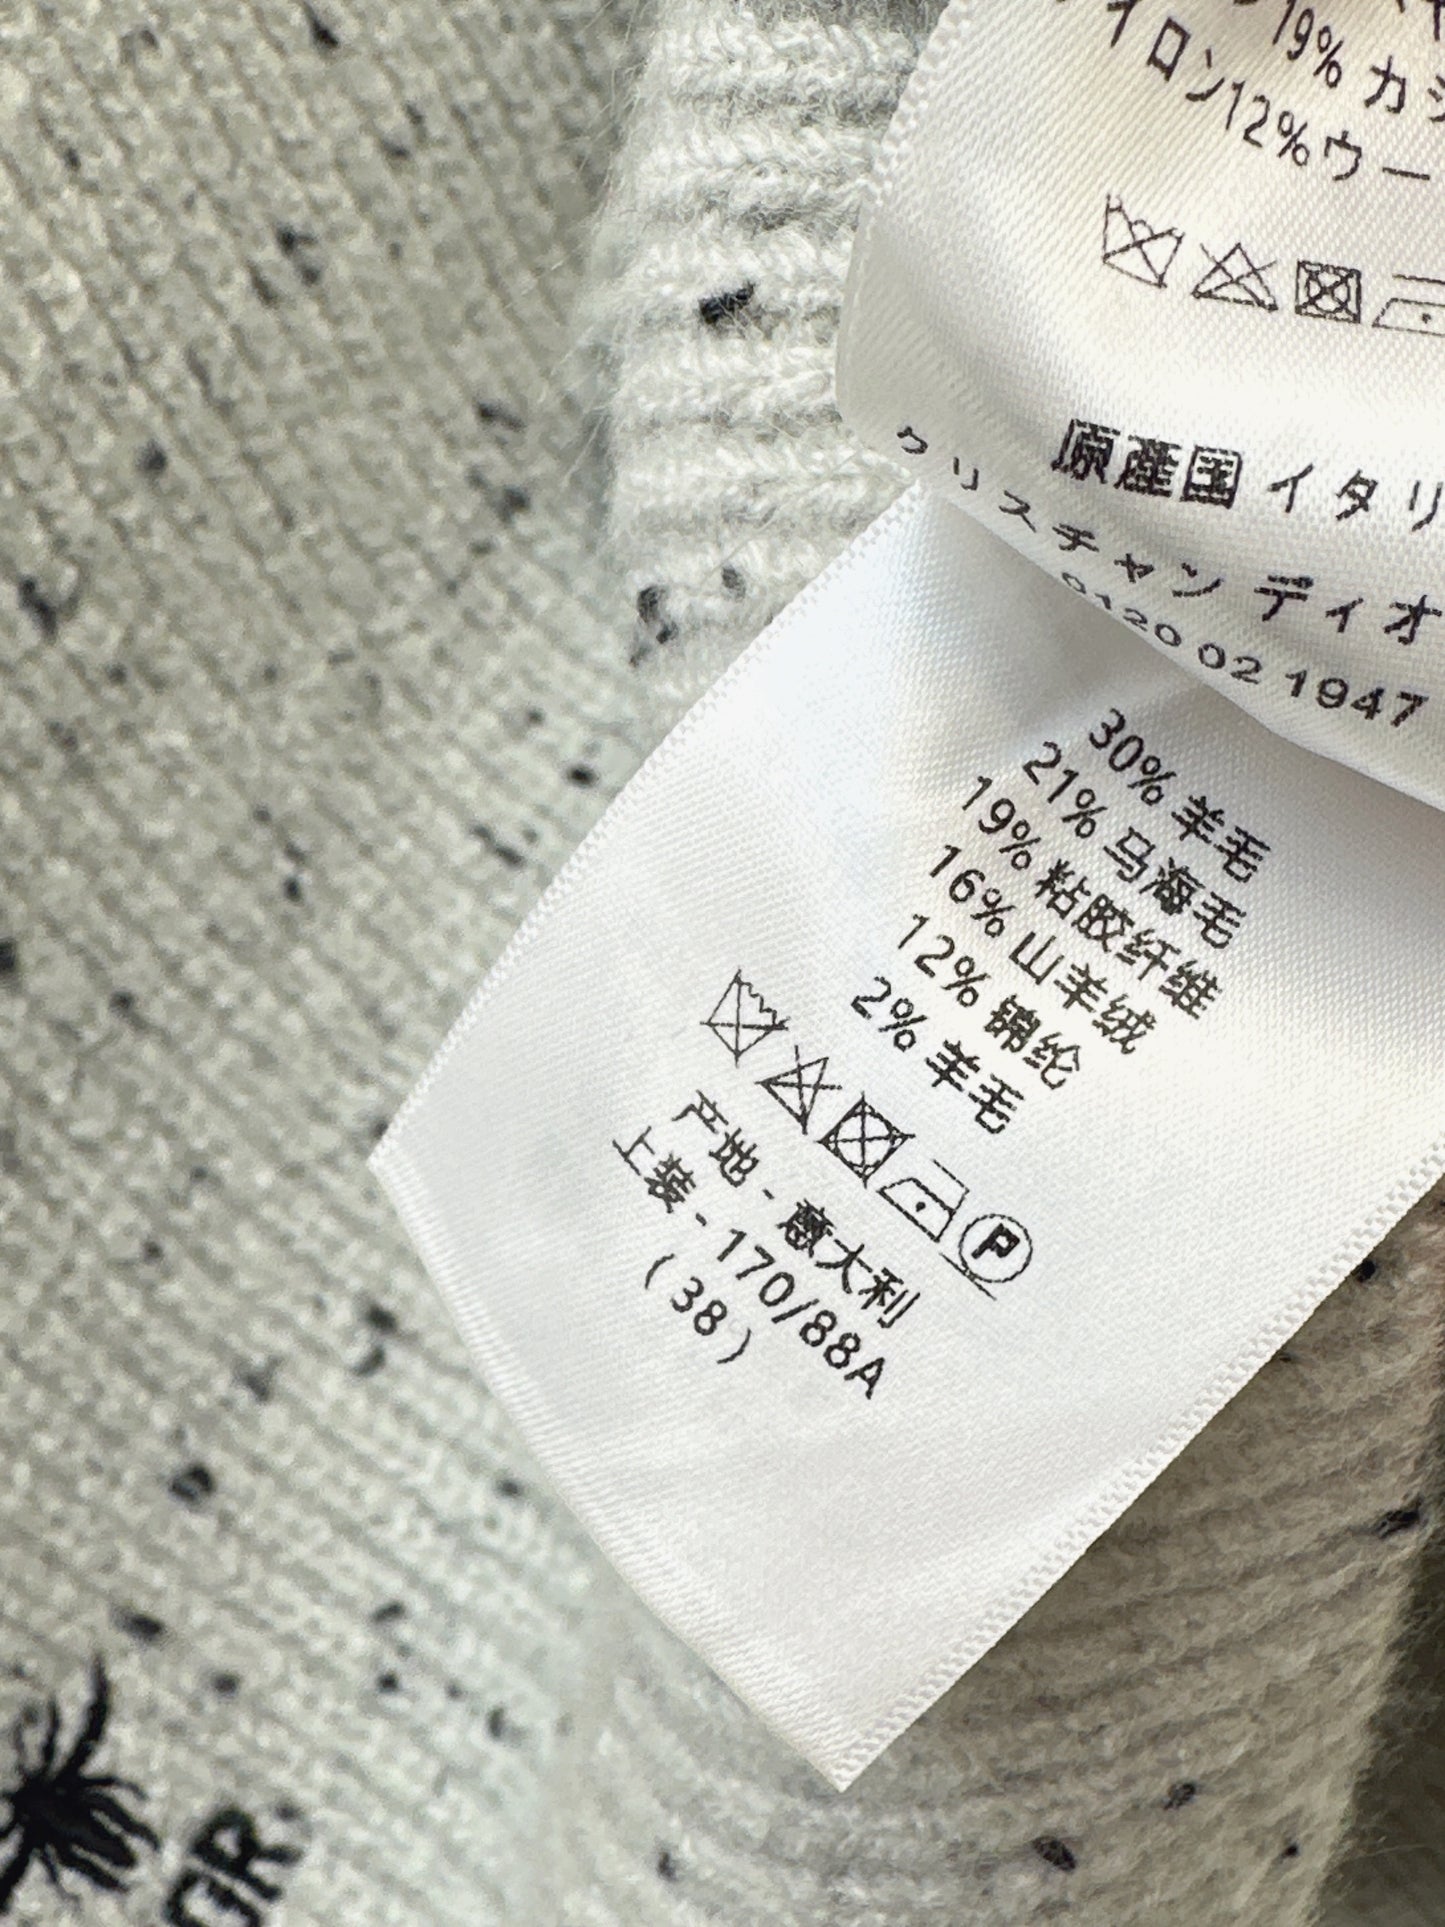 19% カシ
イロン12%ウー
原産国 イタリ
クリスチャン ディオ
0120 02 1947
30% 羊毛
21% 马海毛
19% 粘胶纤维
16% 山羊绒
12% 锦纶
2% 羊毛
P
产地 - 意大利
上装 - 170/88A
(38)
OR